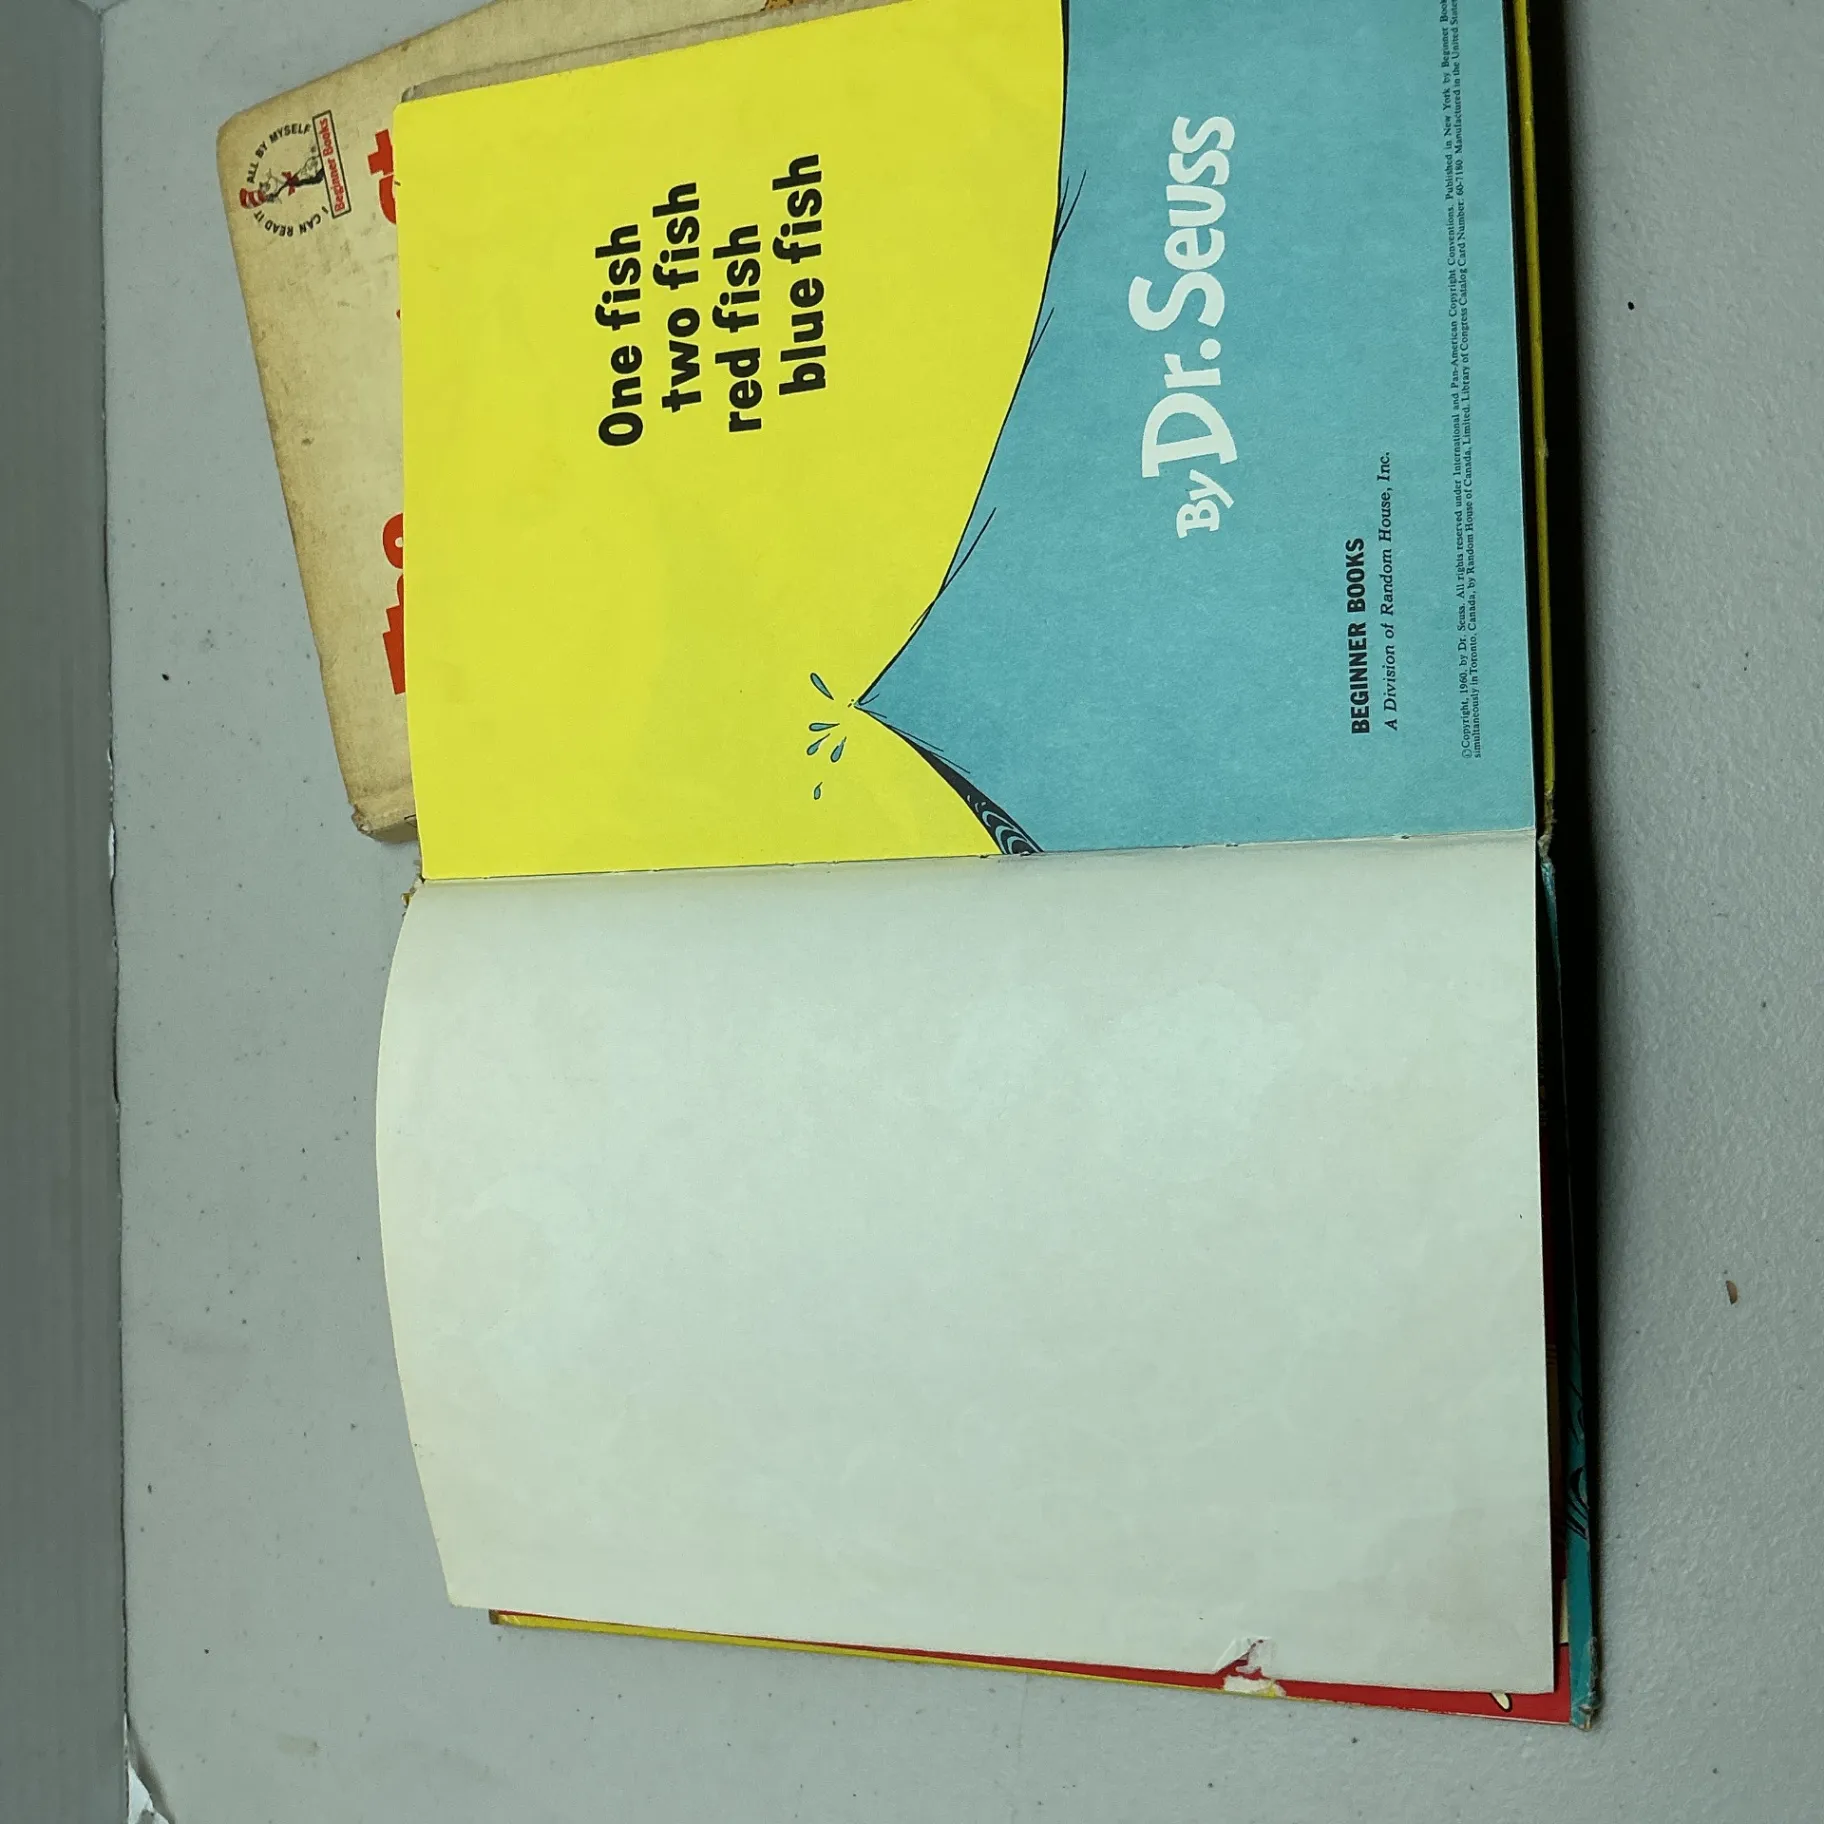 One fish
two fish
red fish
blue fish
By Dr. Seuss
BEGINNER BOOKS
A Division of Random House, Inc.
©Copyright, 1960, by Dr. Seuss. All rights reserved under International and Pan-American Copyright Conventions. Published in New York by Beginner
simultaneously in Toronto, Canada, by Random House of Canada, Limited. Library of Congress Catalog Card Number: 60-7180. Manufactured in the United
I CAN READ IT ALL BY MYSELF
Beginner Books